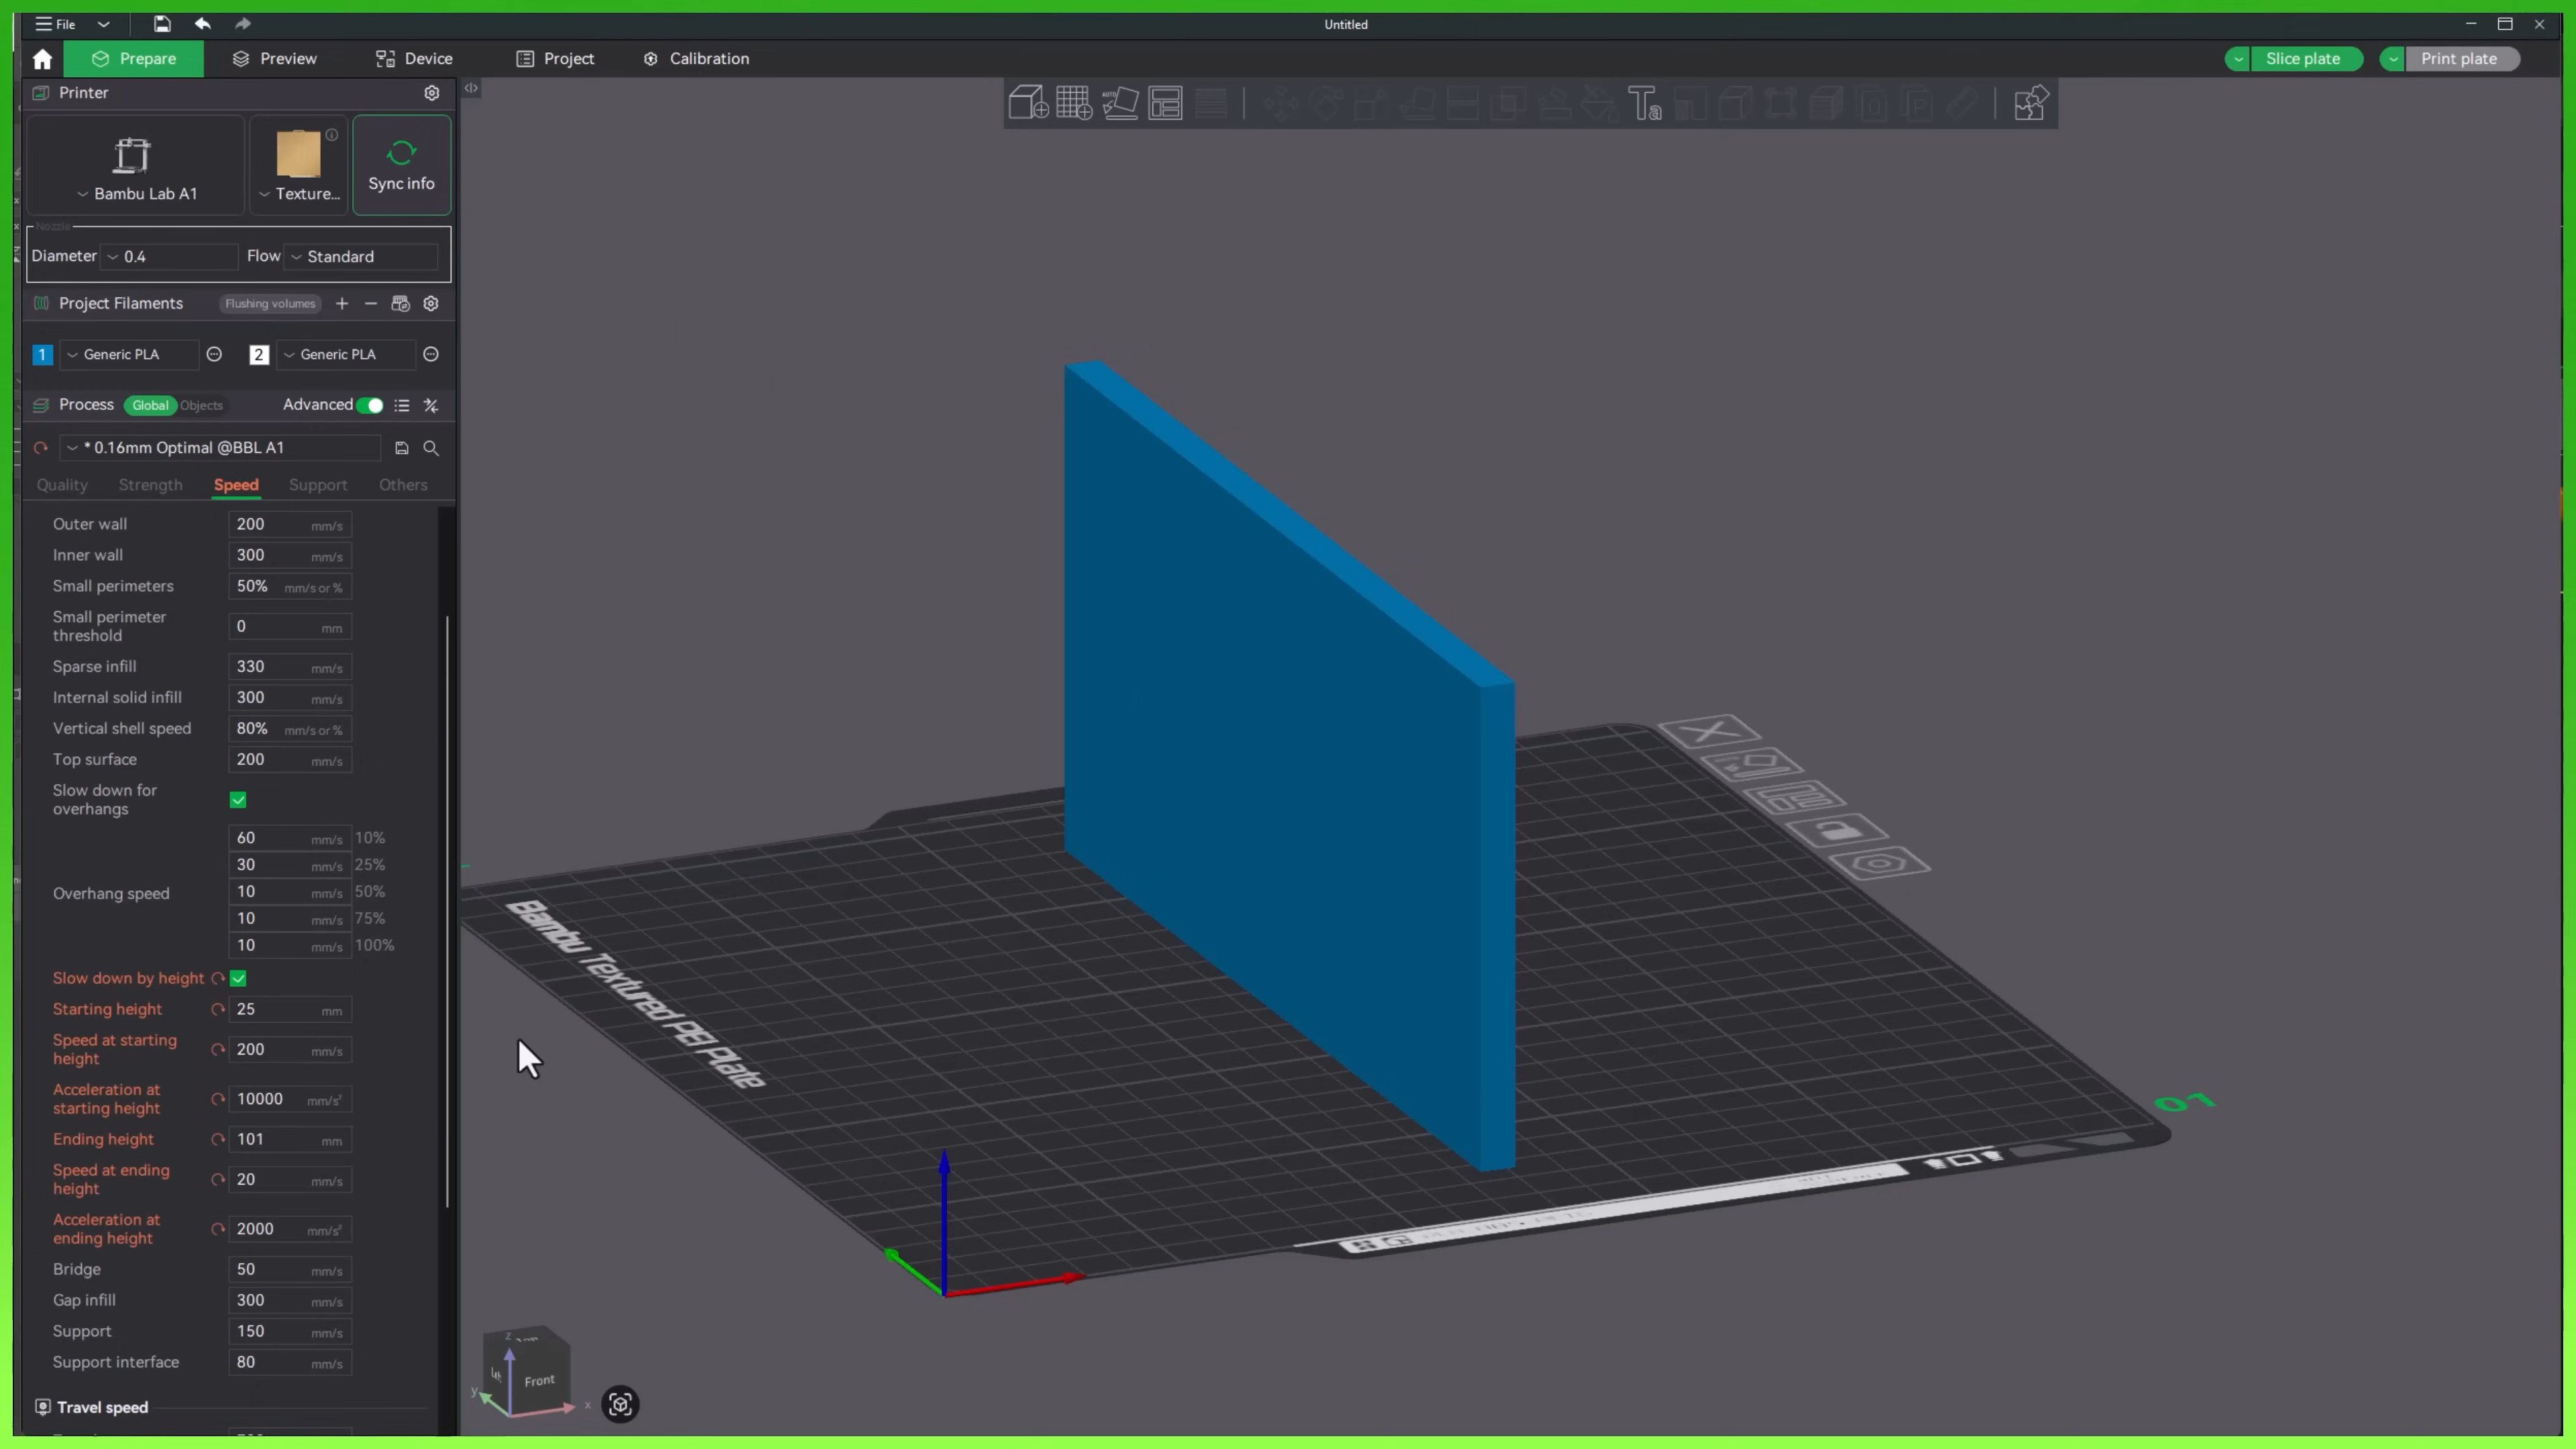 File
Untitled
Prepare
Preview
Device
Project
Calibration
Slice plate
Print plate
Printer
Bambu Lab A1
Texture...
Sync info
Nozzle
Diameter 0.4 Flow Standard
Project Filaments Flushing volumes
1 Generic PLA 2 Generic PLA
Process Global Objects Advanced
* 0.16mm Optimal @BBL A1
Quality Strength Speed Support Others
Outer wall 200 mm/s
Inner wall 300 mm/s
Small perimeters 50% mm/s or %
Small perimeter
threshold 0 mm
Sparse infill 330 mm/s
Internal solid infill 300 mm/s
Vertical shell speed 80% mm/s or %
Top surface 200 mm/s
Slow down for
overhangs
60 mm/s 10%
30 mm/s 25%
Overhang speed 10 mm/s 50%
10 mm/s 75%
10 mm/s 100%
Slow down by height
Starting height 25 mm
Speed at starting
height 200 mm/s
Acceleration at
starting height 10000 mm/s²
Ending height 101 mm
Speed at ending
height 20 mm/s
Acceleration at
ending height 2000 mm/s²
Bridge 50 mm/s
Gap infill 300 mm/s
Support 150 mm/s
Support interface 80 mm/s
Travel speed
Bambu Textured PEI Plate
01
Front
z
y
x